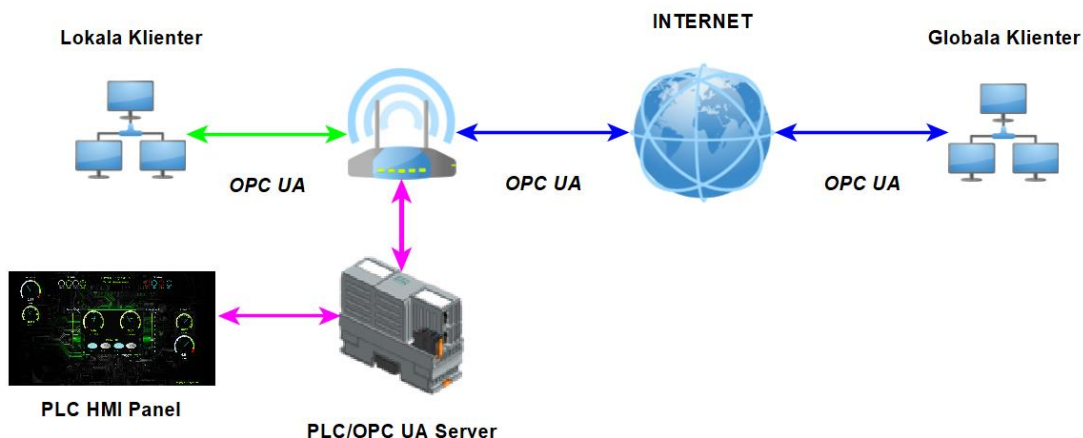 INTERNET
Lokala Klienter
Globala Klienter
OPC UA
OPC UA
OPC UA
PLC HMI Panel
PLC/OPC UA Server